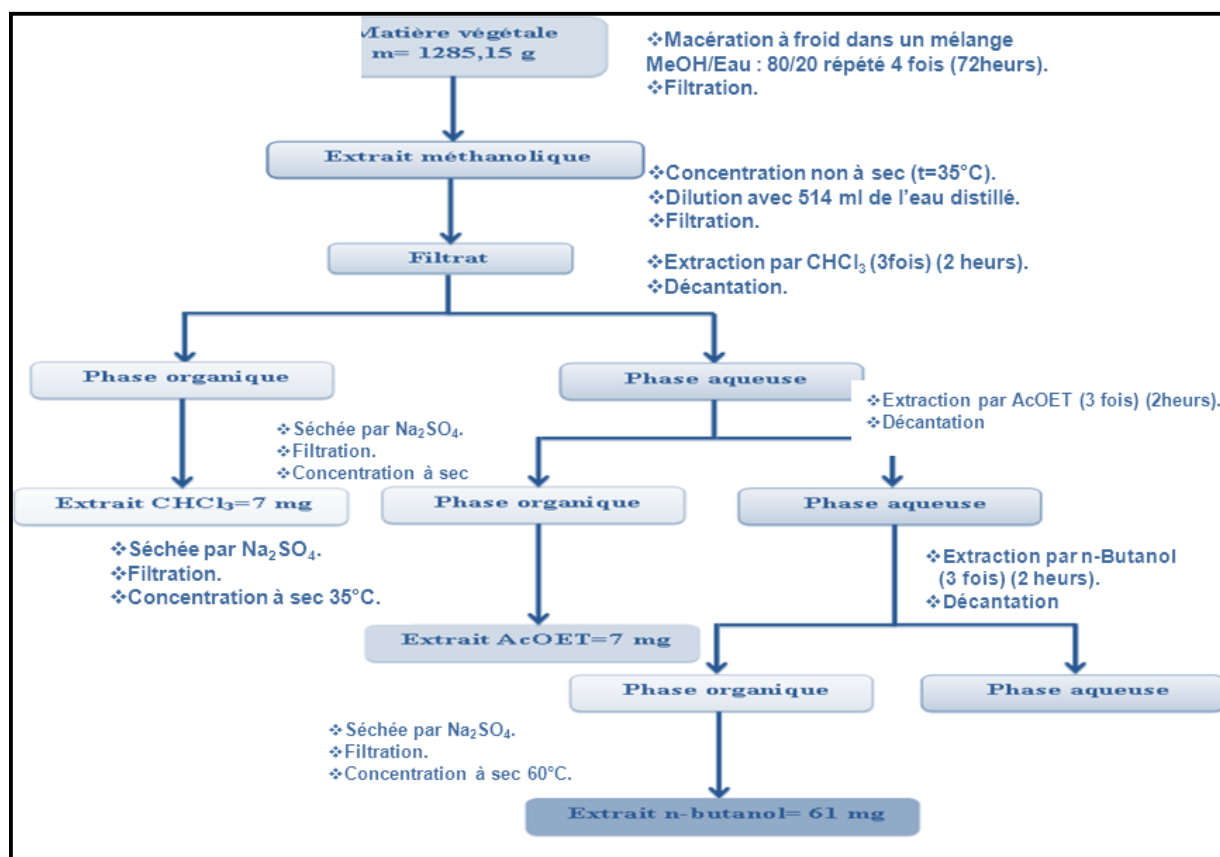 Matière végétale
m= 1285,15 g
❖Macération à froid dans un mélange
MeOH/Eau : 80/20 répété 4 fois (72heurs).
❖Filtration.
Extrait méthanolique
❖Concentration non à sec (t=35°C).
❖Dilution avec 514 ml de l'eau distillé.
❖Filtration.
Filtrat
❖Extraction par CHCl₃ (3fois) (2 heurs).
❖Décantation.
Phase organique
Phase aqueuse
❖Extraction par AcOET (3 fois) (2heurs).
❖Décantation
❖Séchée par Na₂SO₄.
❖Filtration.
❖Concentration à sec
Extrait CHCl₃=7 mg
Phase organique
Phase aqueuse
❖Séchée par Na₂SO₄.
❖Filtration.
❖Concentration à sec 35°C.
❖Extraction par n-Butanol
(3 fois) (2 heurs).
❖Décantation
Extrait AcOET=7 mg
Phase organique
Phase aqueuse
❖Séchée par Na₂SO₄.
❖Filtration.
❖Concentration à sec 60°C.
Extrait n-butanol= 61 mg